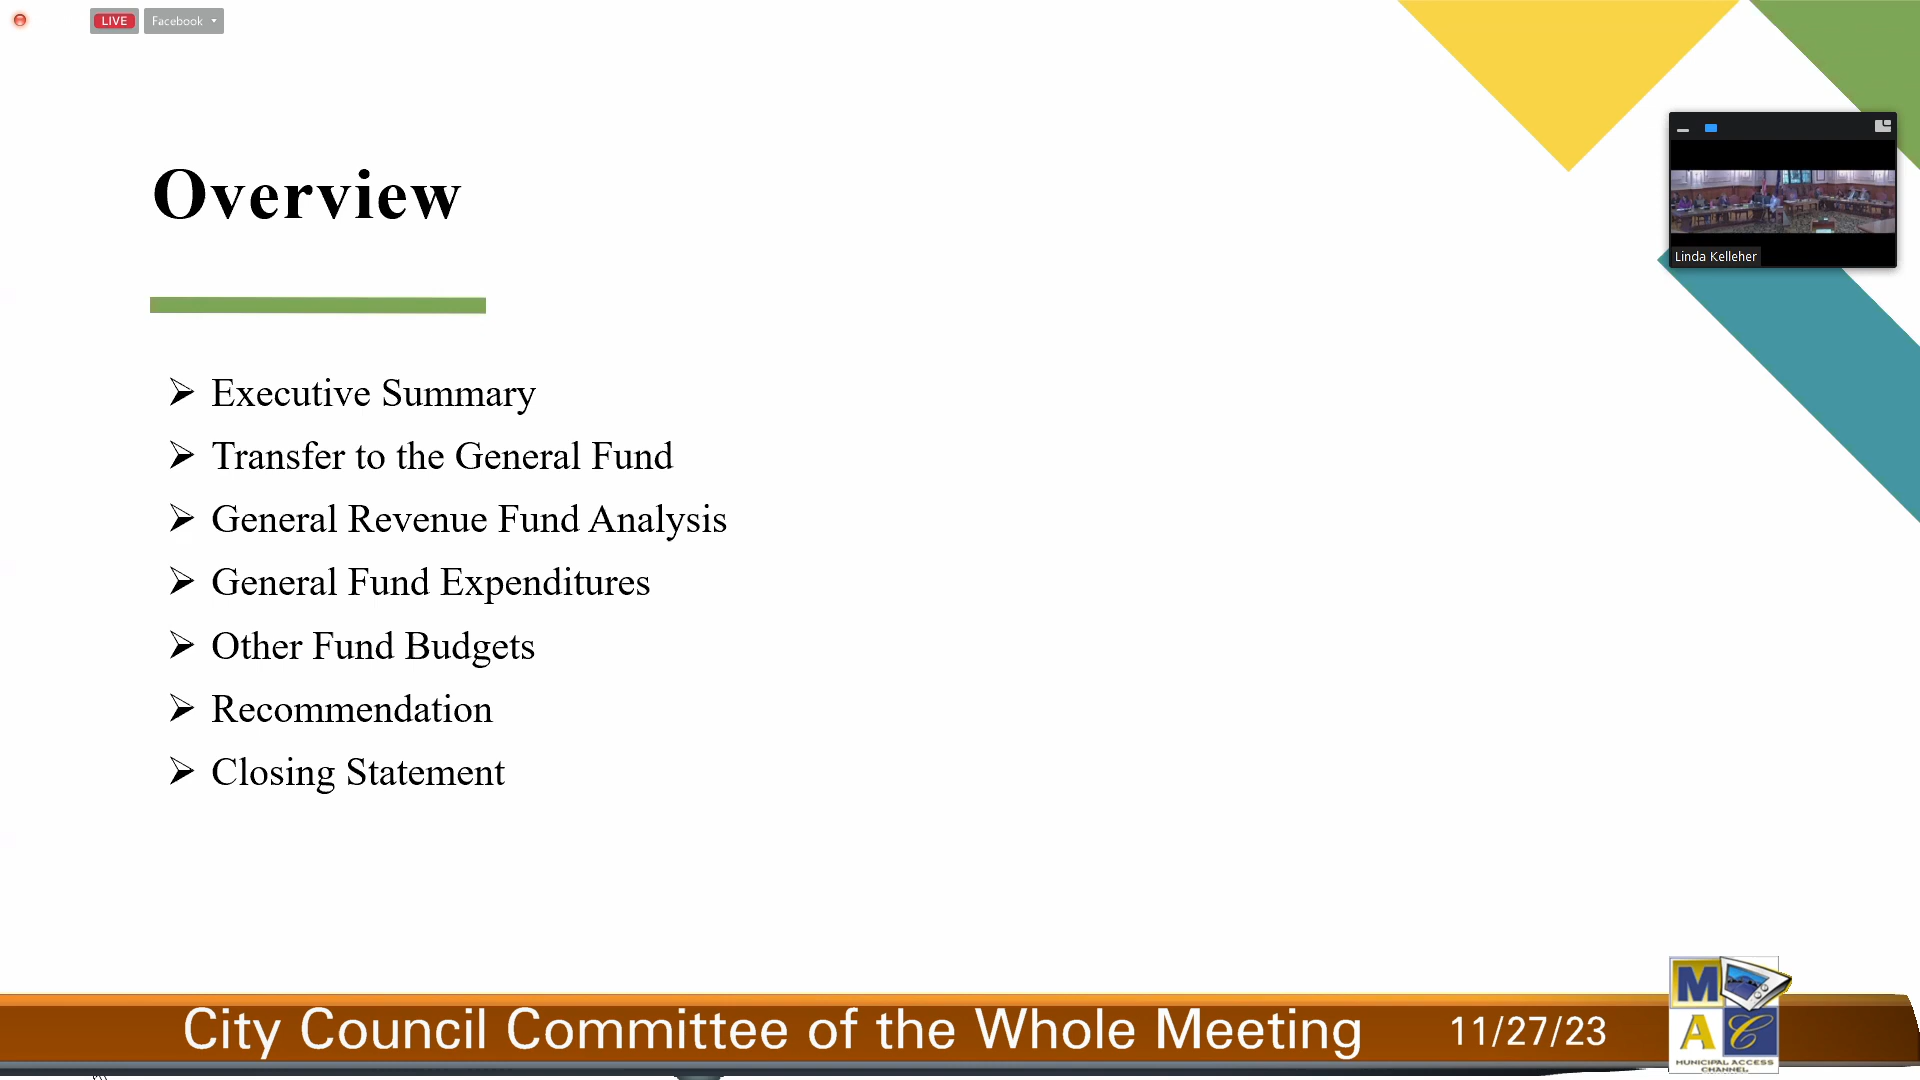 LIVE
Facebook
Overview
Linda Kelleher
Executive Summary
Transfer to the General Fund
General Revenue Fund Analysis
General Fund Expenditures
Other Fund Budgets
Recommendation
Closing Statement
City Council Committee of the Whole Meeting 11/27/23
M
A C
MUNICIPAL ACCESS
CHANNEL